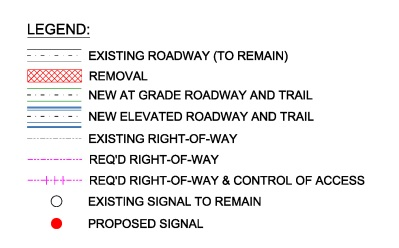 LEGEND:
EXISTING ROADWAY (TO REMAIN)
REMOVAL
NEW AT GRADE ROADWAY AND TRAIL
NEW ELEVATED ROADWAY AND TRAIL
EXISTING RIGHT-OF-WAY
REQ'D RIGHT-OF-WAY
REQ'D RIGHT-OF-WAY & CONTROL OF ACCESS
EXISTING SIGNAL TO REMAIN
PROPOSED SIGNAL